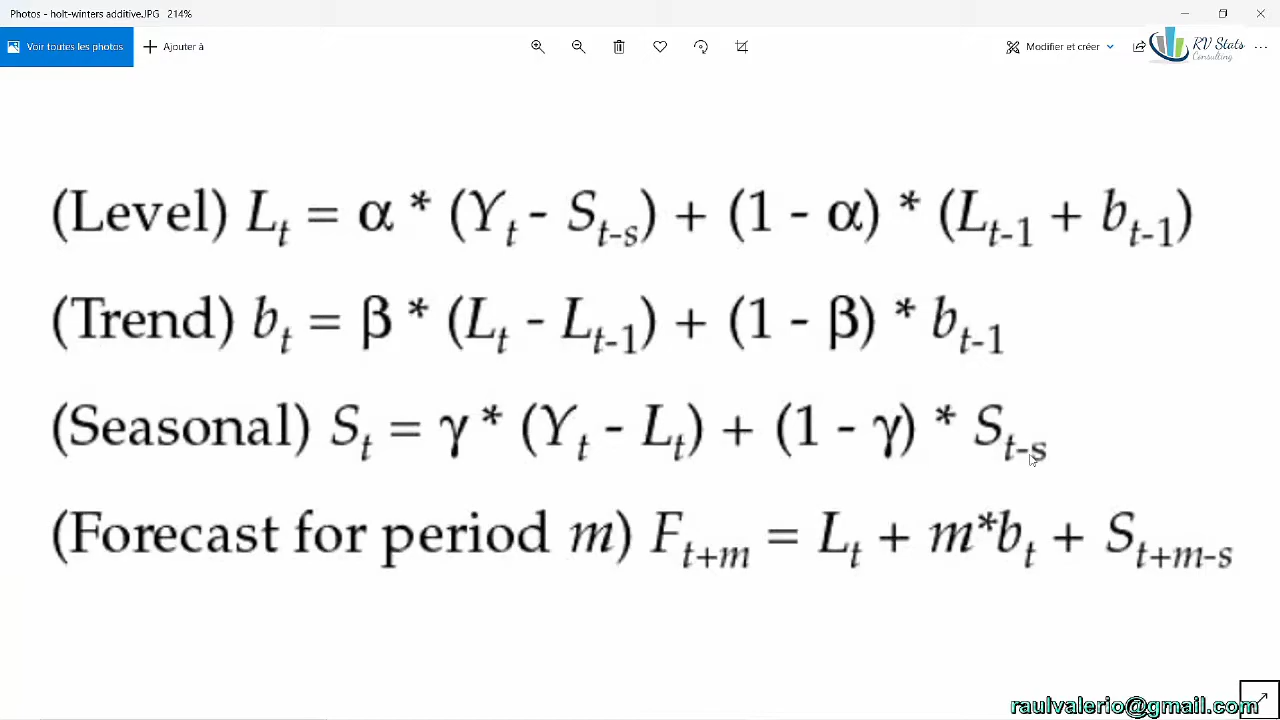 Photos - holt-winters additive.JPG 214%
Voir toutes les photos
Ajouter à
Modifier et créer
RV Stats
Consulting
(Level) Lₜ = α * (Yₜ - Sₜ₋ₛ) + (1 - α) * (Lₜ₋₁ + bₜ₋₁)
(Trend) bₜ = β * (Lₜ - Lₜ₋₁) + (1 - β) * bₜ₋₁
(Seasonal) Sₜ = γ * (Yₜ - Lₜ) + (1 - γ) * Sₜ₋ₛ
(Forecast for period m) Fₜ₊ₘ = Lₜ + m*bₜ + Sₜ₊ₘ₋ₛ
raulvalerio@gmail.com